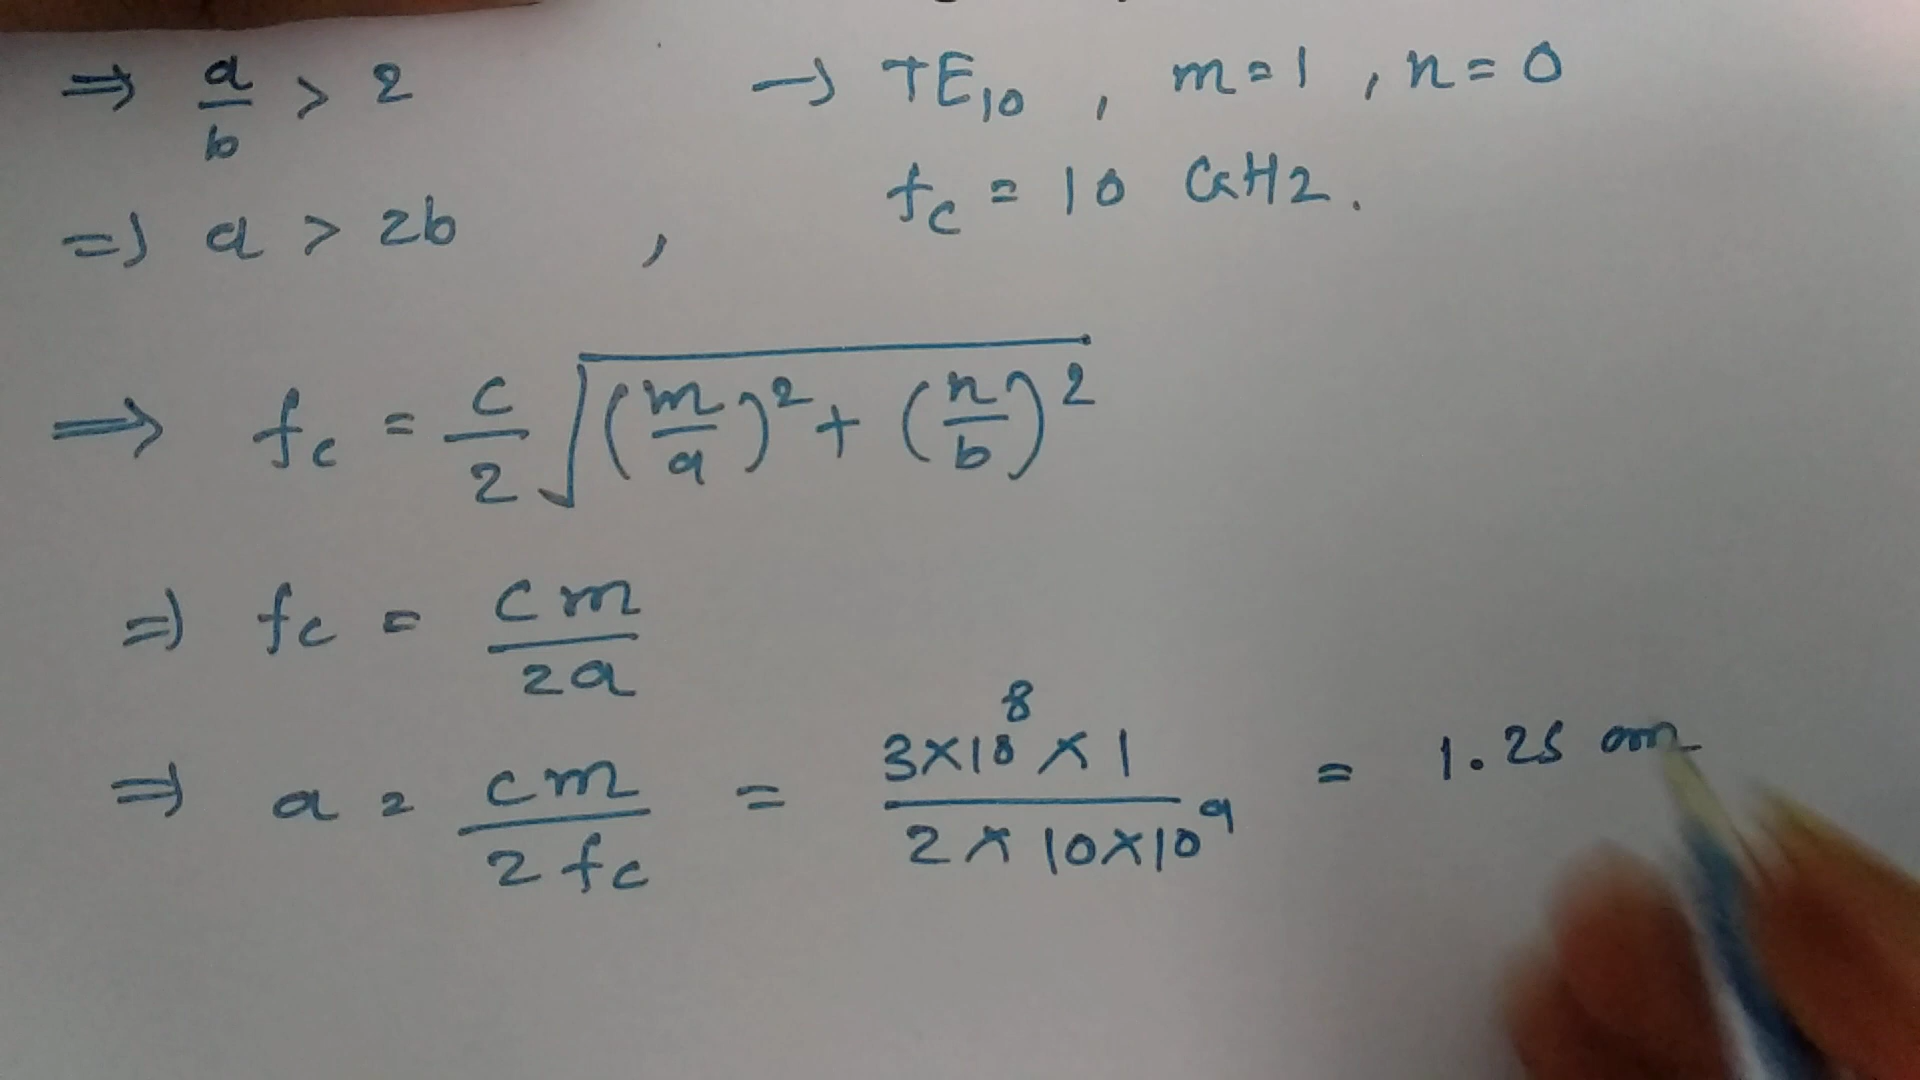 ⇒ a/b > 2 → TE₁₀ , m=1 , n=0
⇒ a > 2b , fc = 10 GHz.
⇒ fc = c/2 √((m/a)² + (n/b)²)
⇒ fc = cm/2a
⇒ a = cm/2fc = 3×10⁸×1/2×10×10⁹ = 1.25 cm